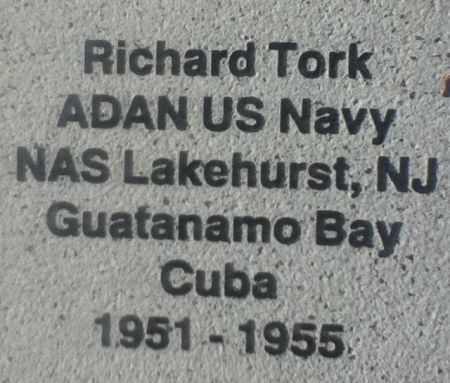 Richard Tork
ADAN US Navy
NAS Lakehurst, NJ
Guatanamo Bay
Cuba
1951 - 1955